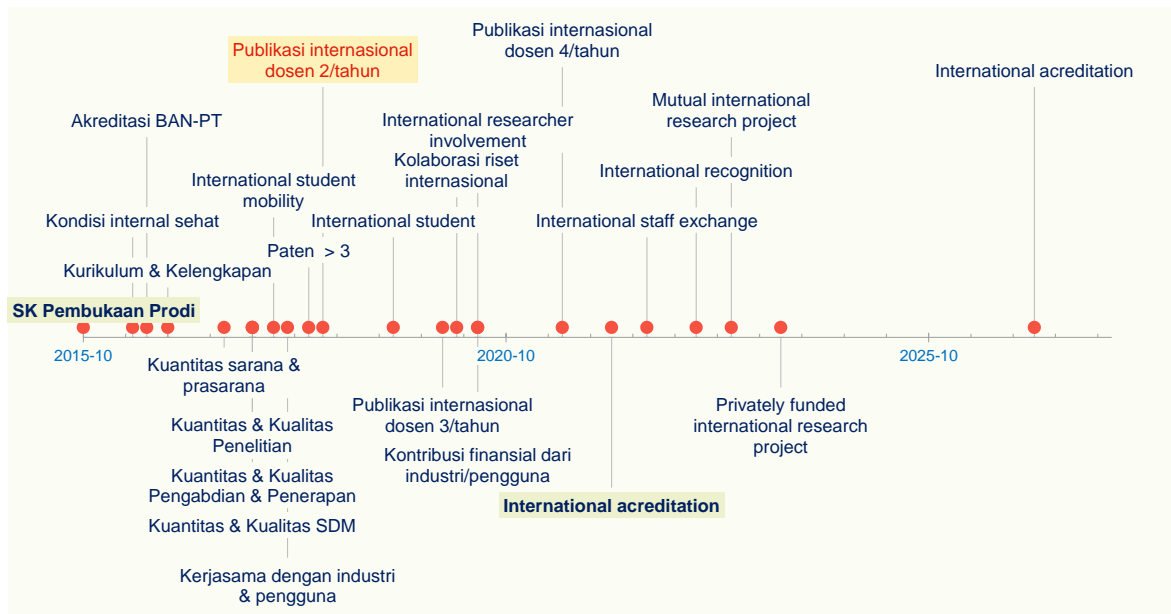 Publikasi internasional
dosen 2/tahun
Publikasi internasional
dosen 4/tahun
International acreditation
Akreditasi BAN-PT
International researcher
involvement
Mutual international
research project
Kolaborasi riset
internasional
International student
mobility
International recognition
Kondisi internal sehat
International student
International staff exchange
Paten > 3
Kurikulum & Kelengkapan
SK Pembukaan Prodi
2015-10
2020-10
2025-10
Kuantitas sarana &
prasarana
Kuantitas & Kualitas
Penelitian
Kuantitas & Kualitas
Pengabdian & Penerapan
Kuantitas & Kualitas SDM
Kerjasama dengan industri
& pengguna
Publikasi internasional
dosen 3/tahun
Kontribusi finansial dari
industri/pengguna
International acreditation
Privately funded
international research
project